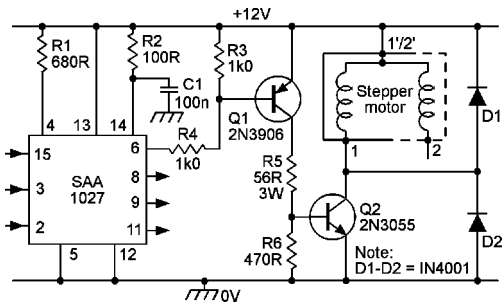 +12V
R1
680R
R2
100R
C1
100n
R3
1k0
Q1
2N3906
1'/2'
Stepper
motor
1
2
D1
4
13
14
15
3
2
SAA
1027
6
8
9
11
5
12
R4
1k0
R5
56R
3W
R6
470R
Q2
2N3055
D2
Note:
D1-D2 = IN4001
0V